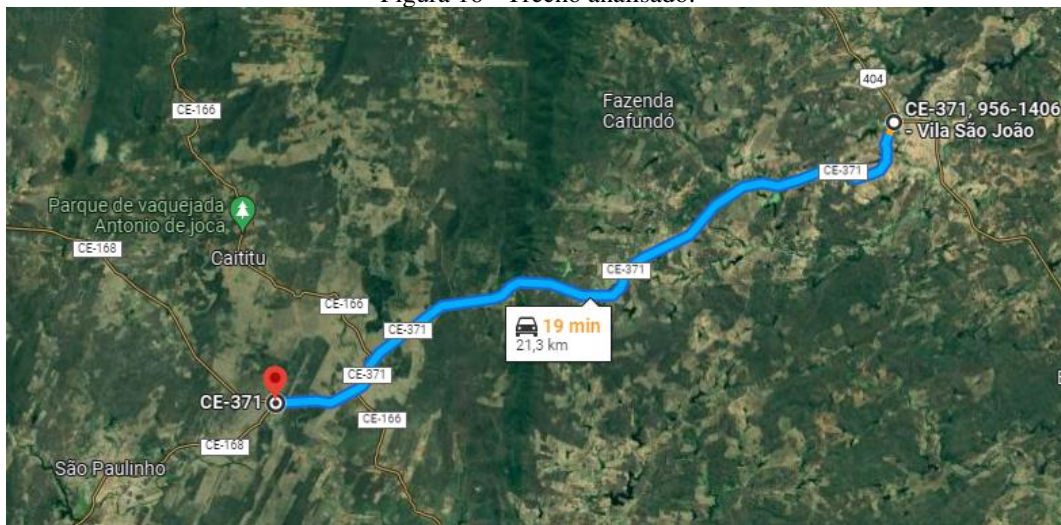 Figura 16 - Trecho analisado.
404
Fazenda
Cafundó
CE-371, 956-1406
- Vila São João
CE-166
CE-371
Parque de vaquejada
Antonio de joca
CE-168
Caititu
CE-371
CE-166
CE-371
19 min
21,3 km
CE-371
CE-371
CE-166
CE-168
São Paulinho